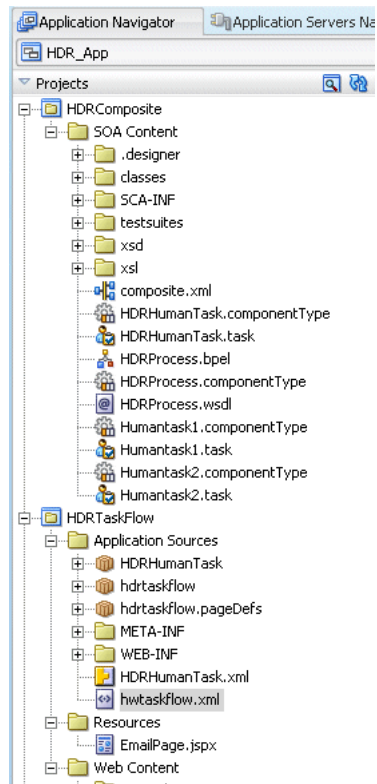 Application Navigator Application Servers Na
HDR_App
Projects
HDRComposite
SOA Content
.designer
classes
SCA-INF
testsuites
xsd
xsl
composite.xml
HDRHumanTask.componentType
HDRHumanTask.task
HDRProcess.bpel
HDRProcess.componentType
HDRProcess.wsdl
Humantask1.componentType
Humantask1.task
Humantask2.componentType
Humantask2.task
HDRTaskFlow
Application Sources
HDRHumanTask
hdrtaskflow
hdrtaskflow.pageDefs
META-INF
WEB-INF
HDRHumanTask.xml
hwtaskflow.xml
Resources
EmailPage.jspx
Web Content